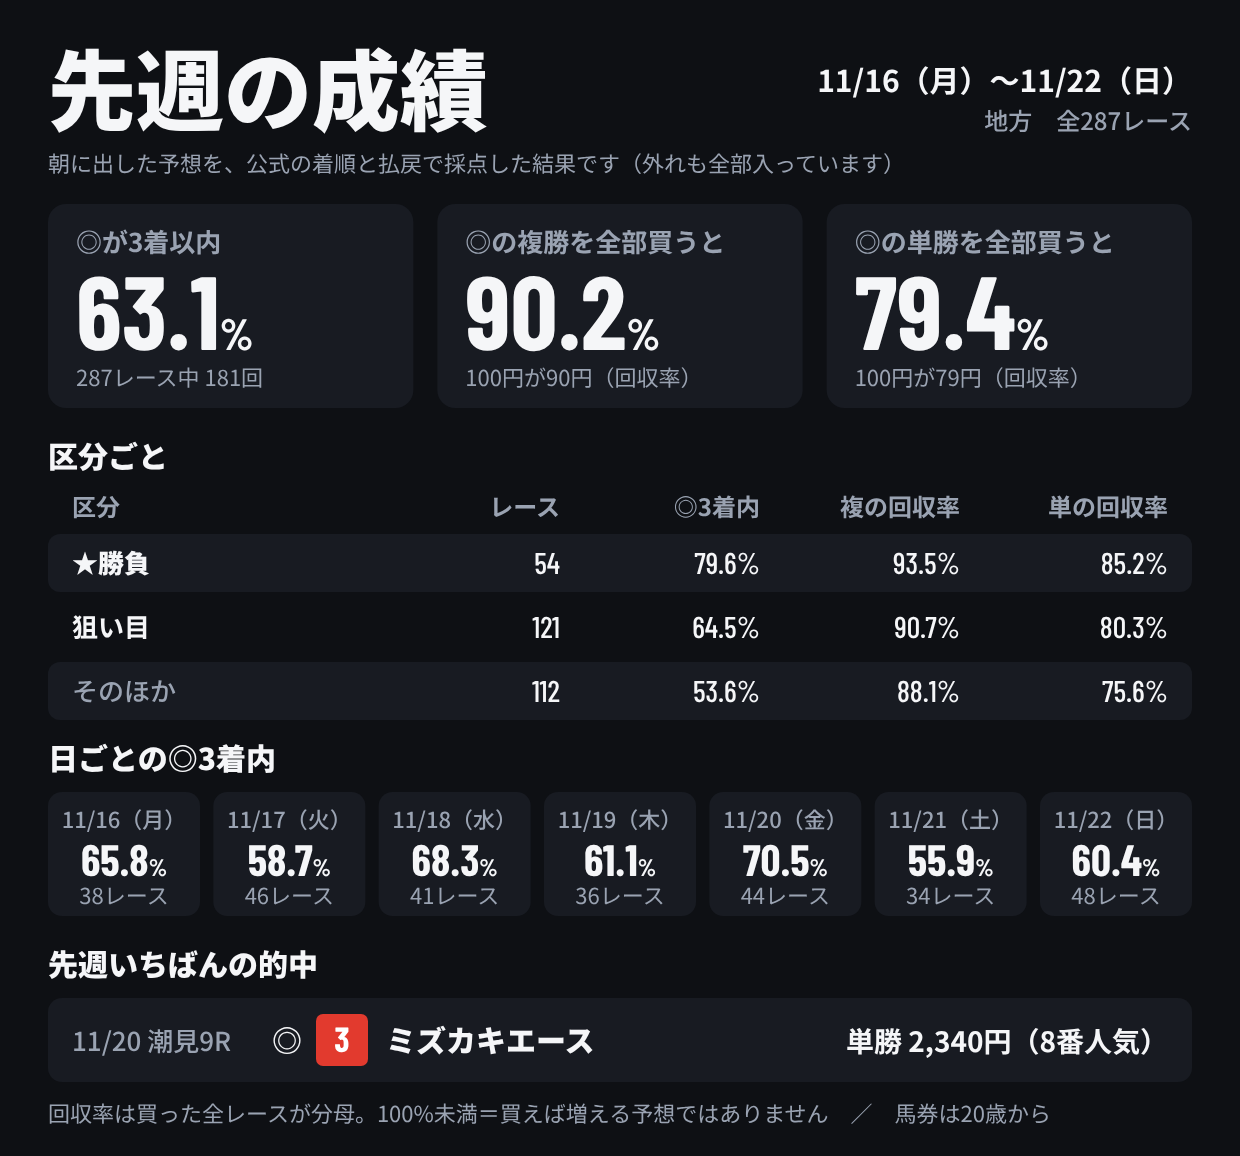 先週の成績
11/16（月）〜11/22（日）
地方　全287レース
朝に出した予想を、公式の着順と払戻で採点した結果です（外れも全部入っています）
◎が3着以内
63.1%
287レース中 181回
◎の複勝を全部買うと
90.2%
100円が90円（回収率）
◎の単勝を全部買うと
79.4%
100円が79円（回収率）
区分ごと
区分 レース ◎3着内 複の回収率 単の回収率
★勝負 54 79.6% 93.5% 85.2%
狙い目 121 64.5% 90.7% 80.3%
そのほか 112 53.6% 88.1% 75.6%
日ごとの◎3着内
11/16（月） 11/17（火） 11/18（水） 11/19（木） 11/20（金） 11/21（土） 11/22（日）
65.8% 58.7% 68.3% 61.1% 70.5% 55.9% 60.4%
38レース 46レース 41レース 36レース 44レース 34レース 48レース
先週いちばんの的中
11/20 潮見9R ◎ 3 ミズカキエース 単勝 2,340円（8番人気）
回収率は買った全レースが分母。100%未満＝買えば増える予想ではありません　／　馬券は20歳から